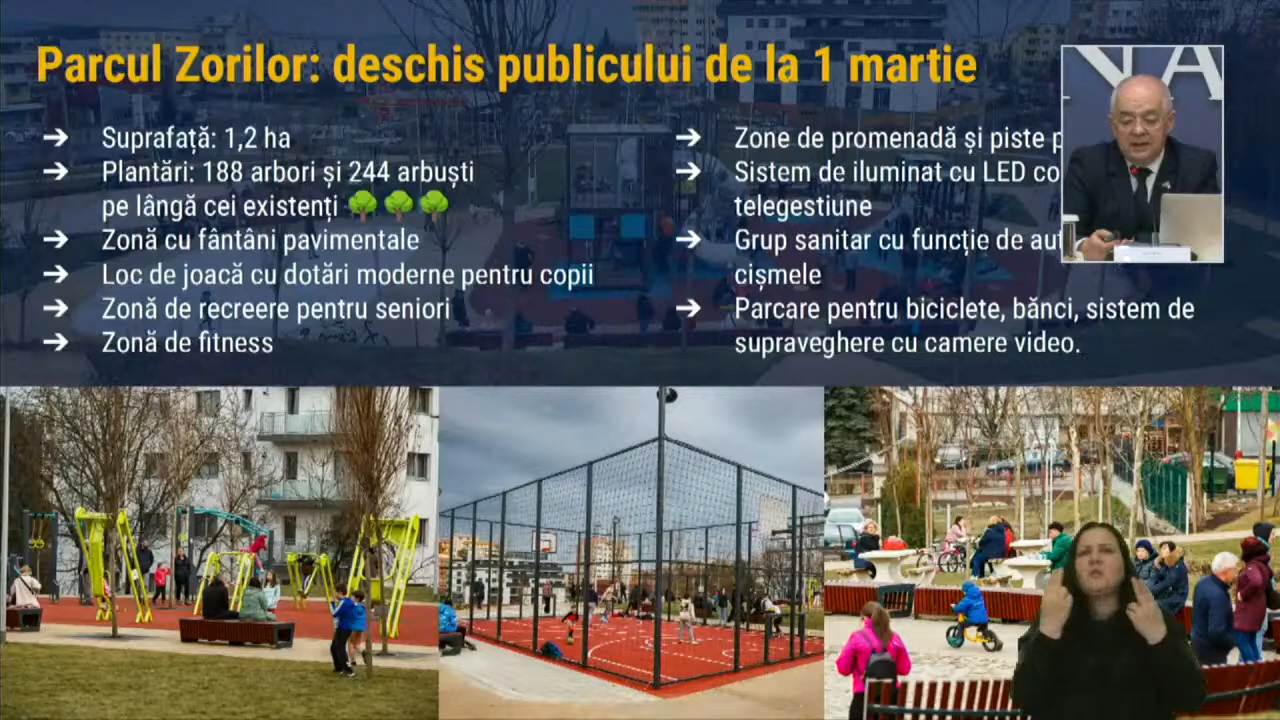 Parcul Zorilor: deschis publicului de la 1 martie
➔ Suprafață: 1,2 ha
➔ Plantări: 188 arbori și 244 arbuști
pe lângă cei existenți 🌳🌳🌳
➔ Zonă cu fântâni pavimentale
➔ Loc de joacă cu dotări moderne pentru copii
➔ Zonă de recreere pentru seniori
➔ Zonă de fitness
➔ Zone de promenadă și piste p
➔ Sistem de iluminat cu LED co
telegestiune
➔ Grup sanitar cu funcție de aut
cișmele
➔ Parcare pentru biciclete, bănci, sistem de
supraveghere cu camere video.